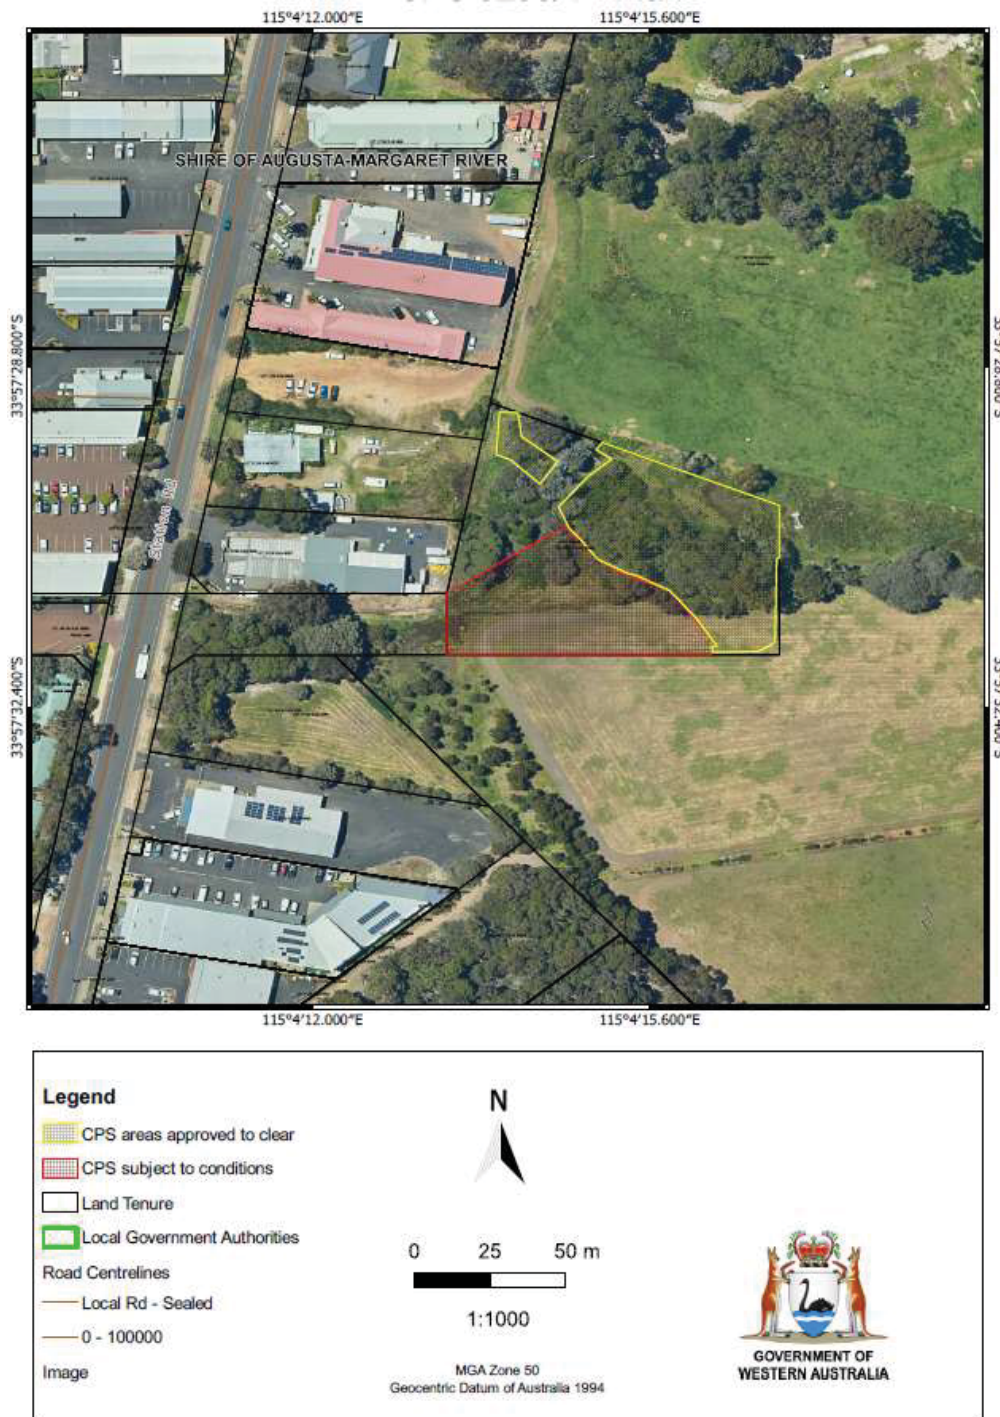 115°4'12.000"E 115°4'15.600"E
SHIRE OF AUGUSTA-MARGARET RIVER
33°57'28.800"S
Station Rd
33°57'32.400"S
115°4'12.000"E 115°4'15.600"E
Legend
CPS areas approved to clear
CPS subject to conditions
Land Tenure
Local Government Authorities
Road Centrelines
Local Rd - Sealed
0 - 100000
Image
N
0 25 50 m
1:1000
MGA Zone 50
Geocentric Datum of Australia 1994
GOVERNMENT OF
WESTERN AUSTRALIA